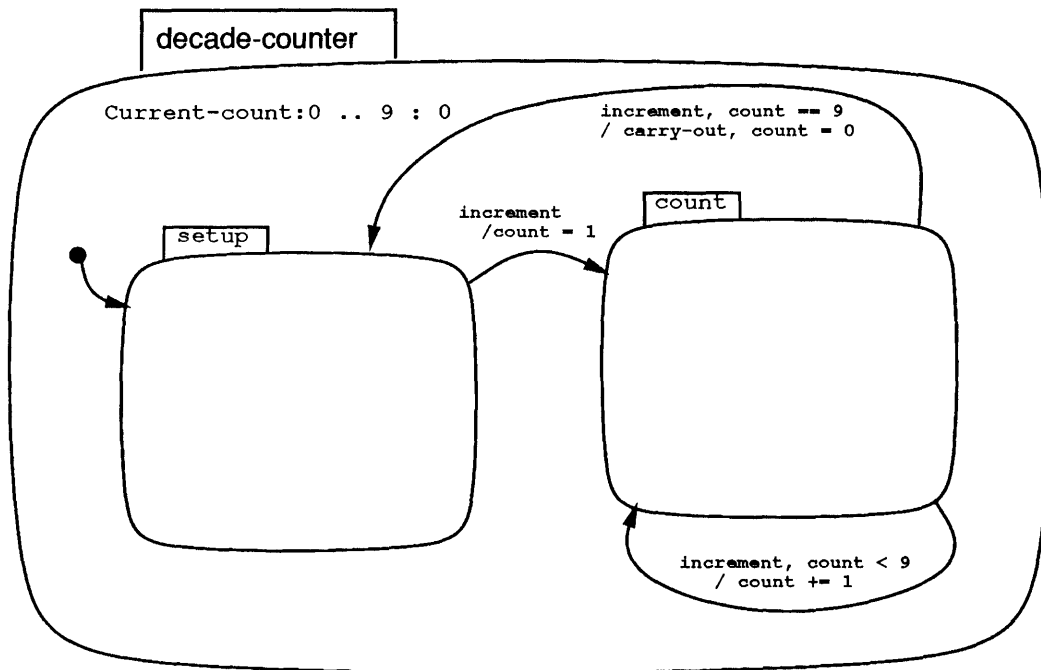 decade-counter
Current-count:0 .. 9 : 0
increment, count == 9
/ carry-out, count = 0
increment
/count = 1
setup
count
increment, count < 9
/ count += 1